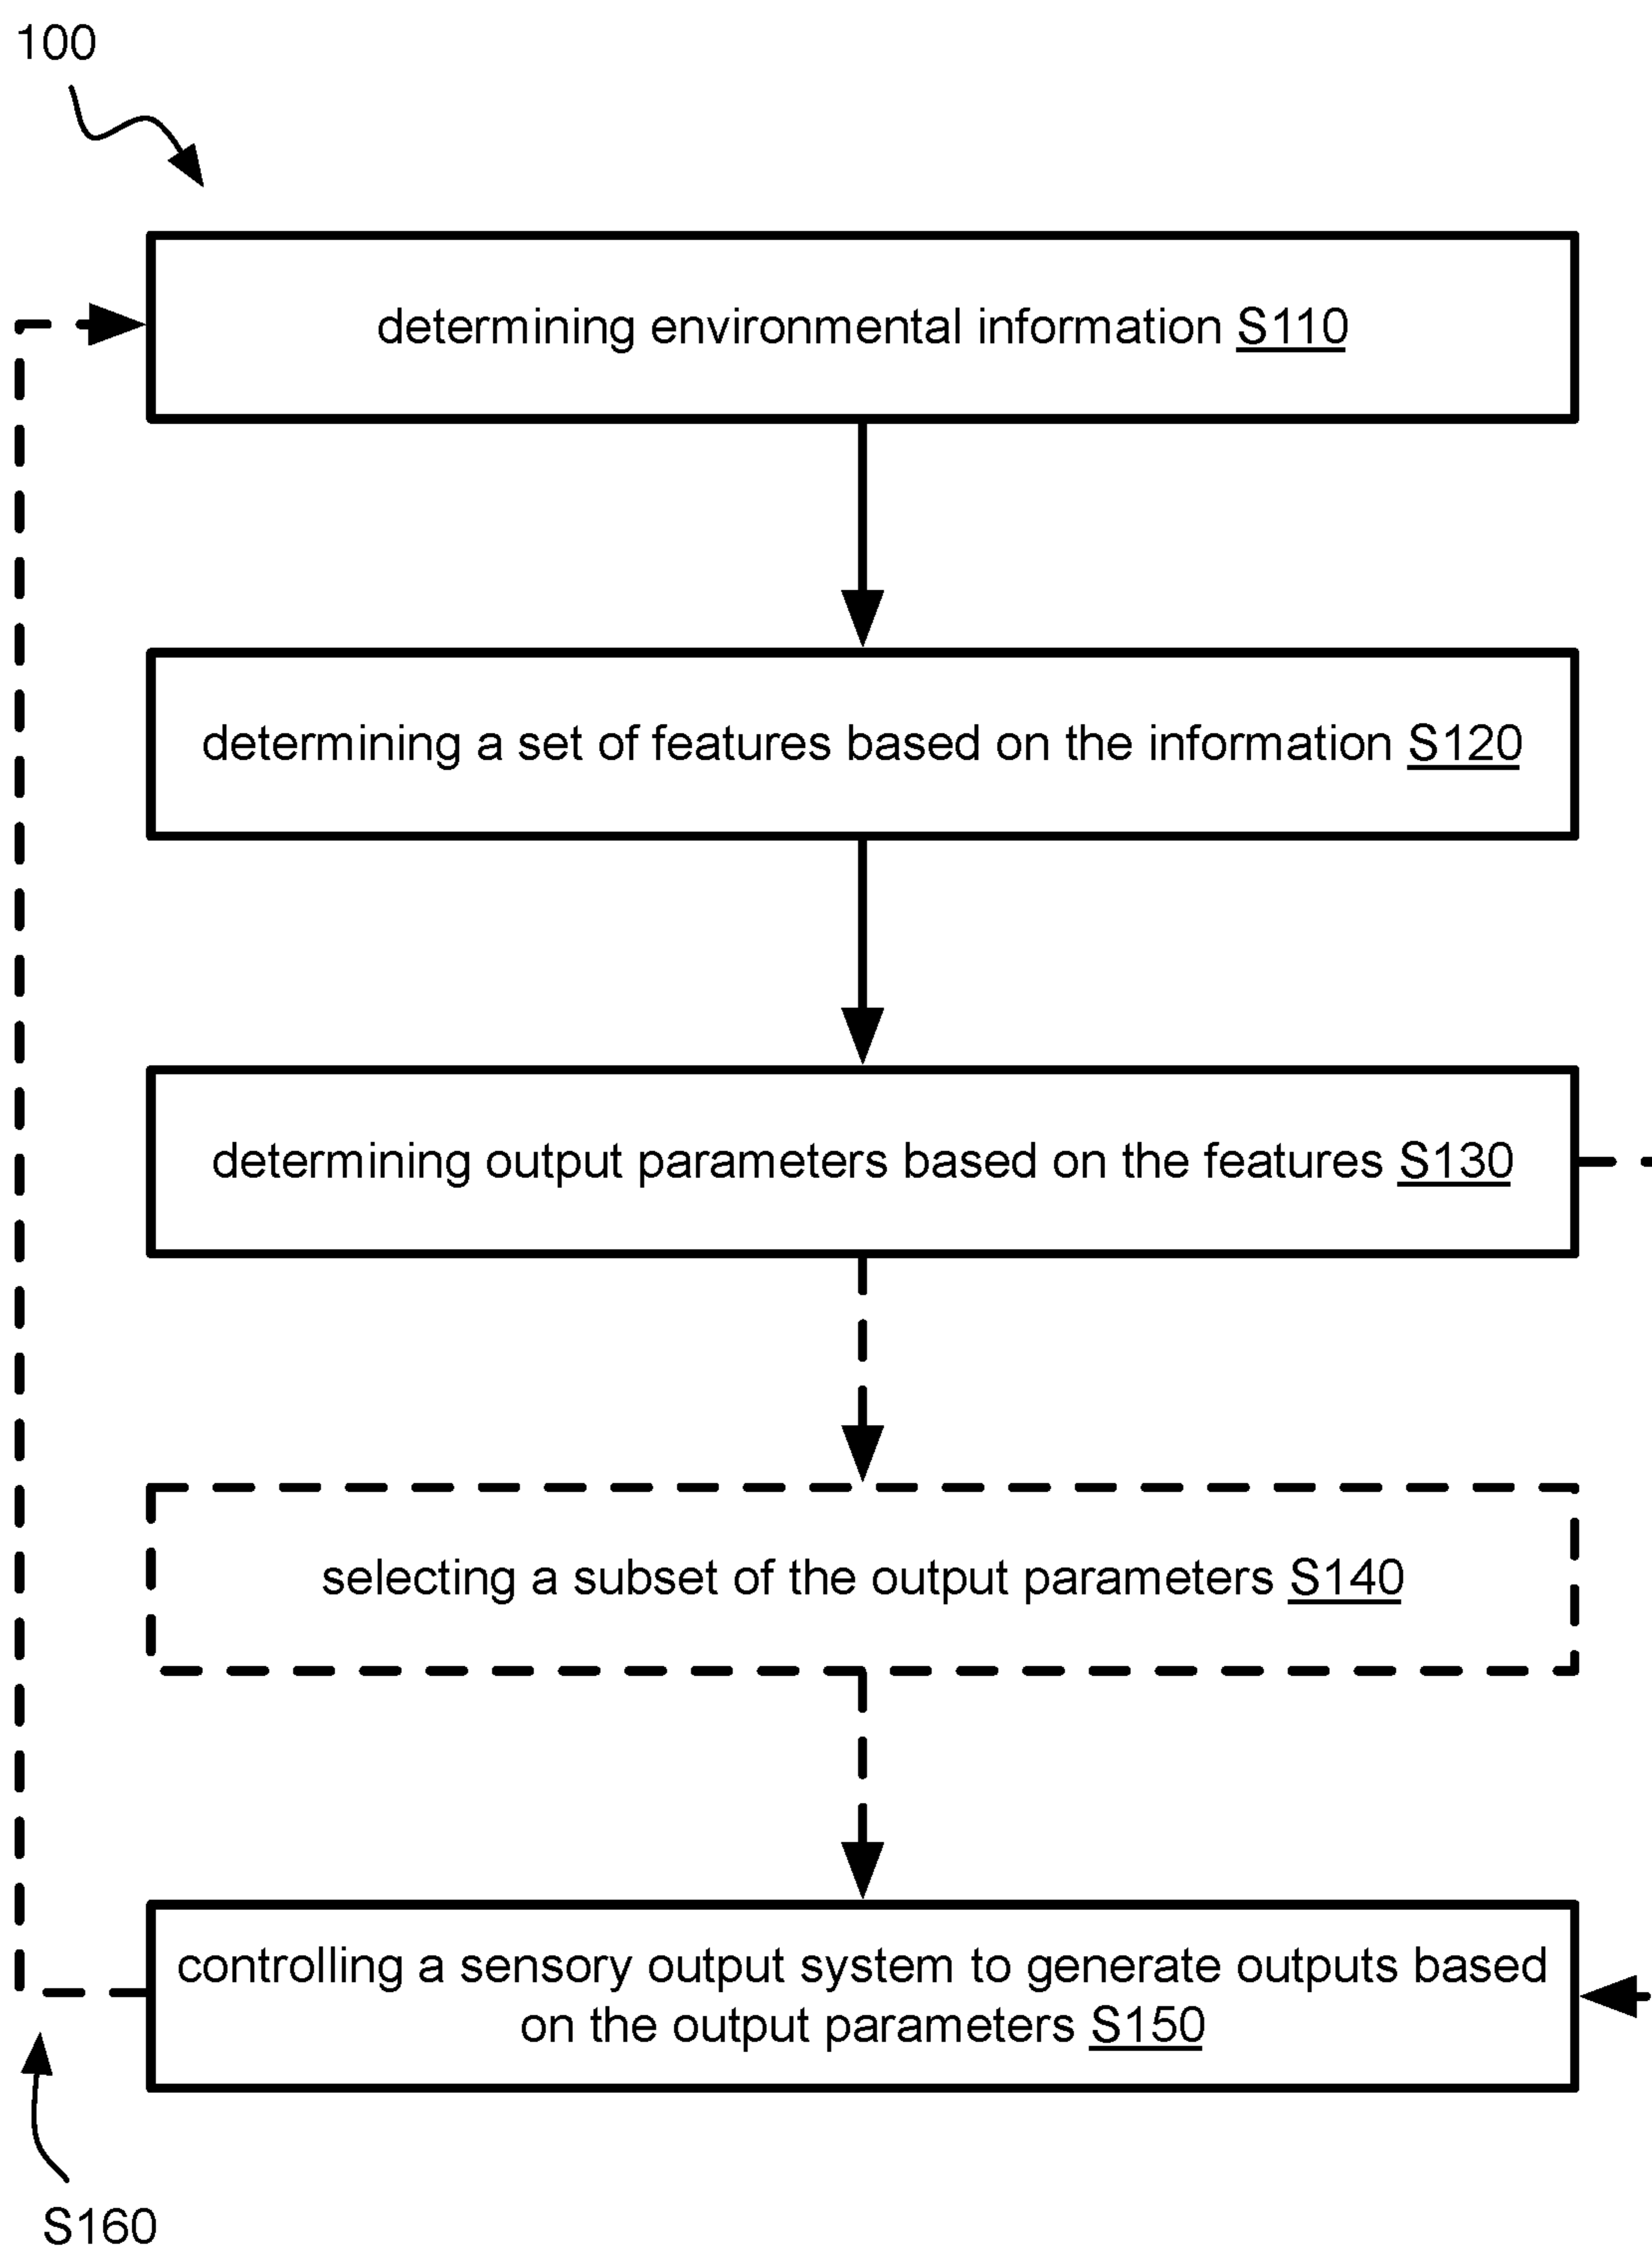 100
determining environmental information S110
determining a set of features based on the information S120
determining output parameters based on the features S130
selecting a subset of the output parameters S140
controlling a sensory output system to generate outputs based
on the output parameters S150
S160